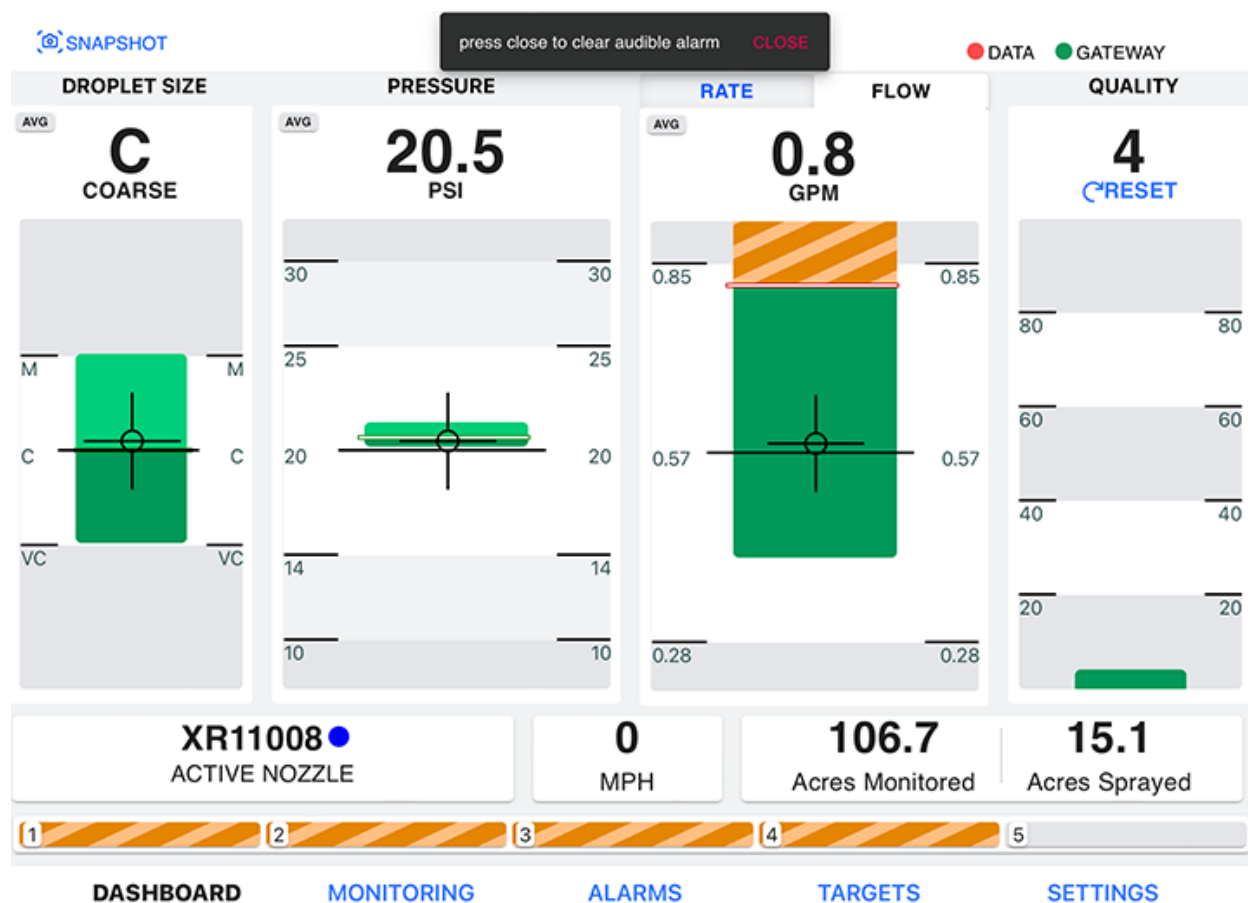 SNAPSHOT
press close to clear audible alarm CLOSE
DATA GATEWAY
DROPLET SIZE
AVG
C
COARSE
M M
C C
VC VC
PRESSURE
AVG
20.5
PSI
30 30
25 25
20 20
14 14
10 10
RATE FLOW
AVG
0.8
GPM
0.85 0.85
0.57 0.57
0.28 0.28
QUALITY
4
RESET
80 80
60 60
40 40
20 20
XR11008
ACTIVE NOZZLE
0
MPH
106.7
Acres Monitored
15.1
Acres Sprayed
1 2 3 4 5
DASHBOARD MONITORING ALARMS TARGETS SETTINGS